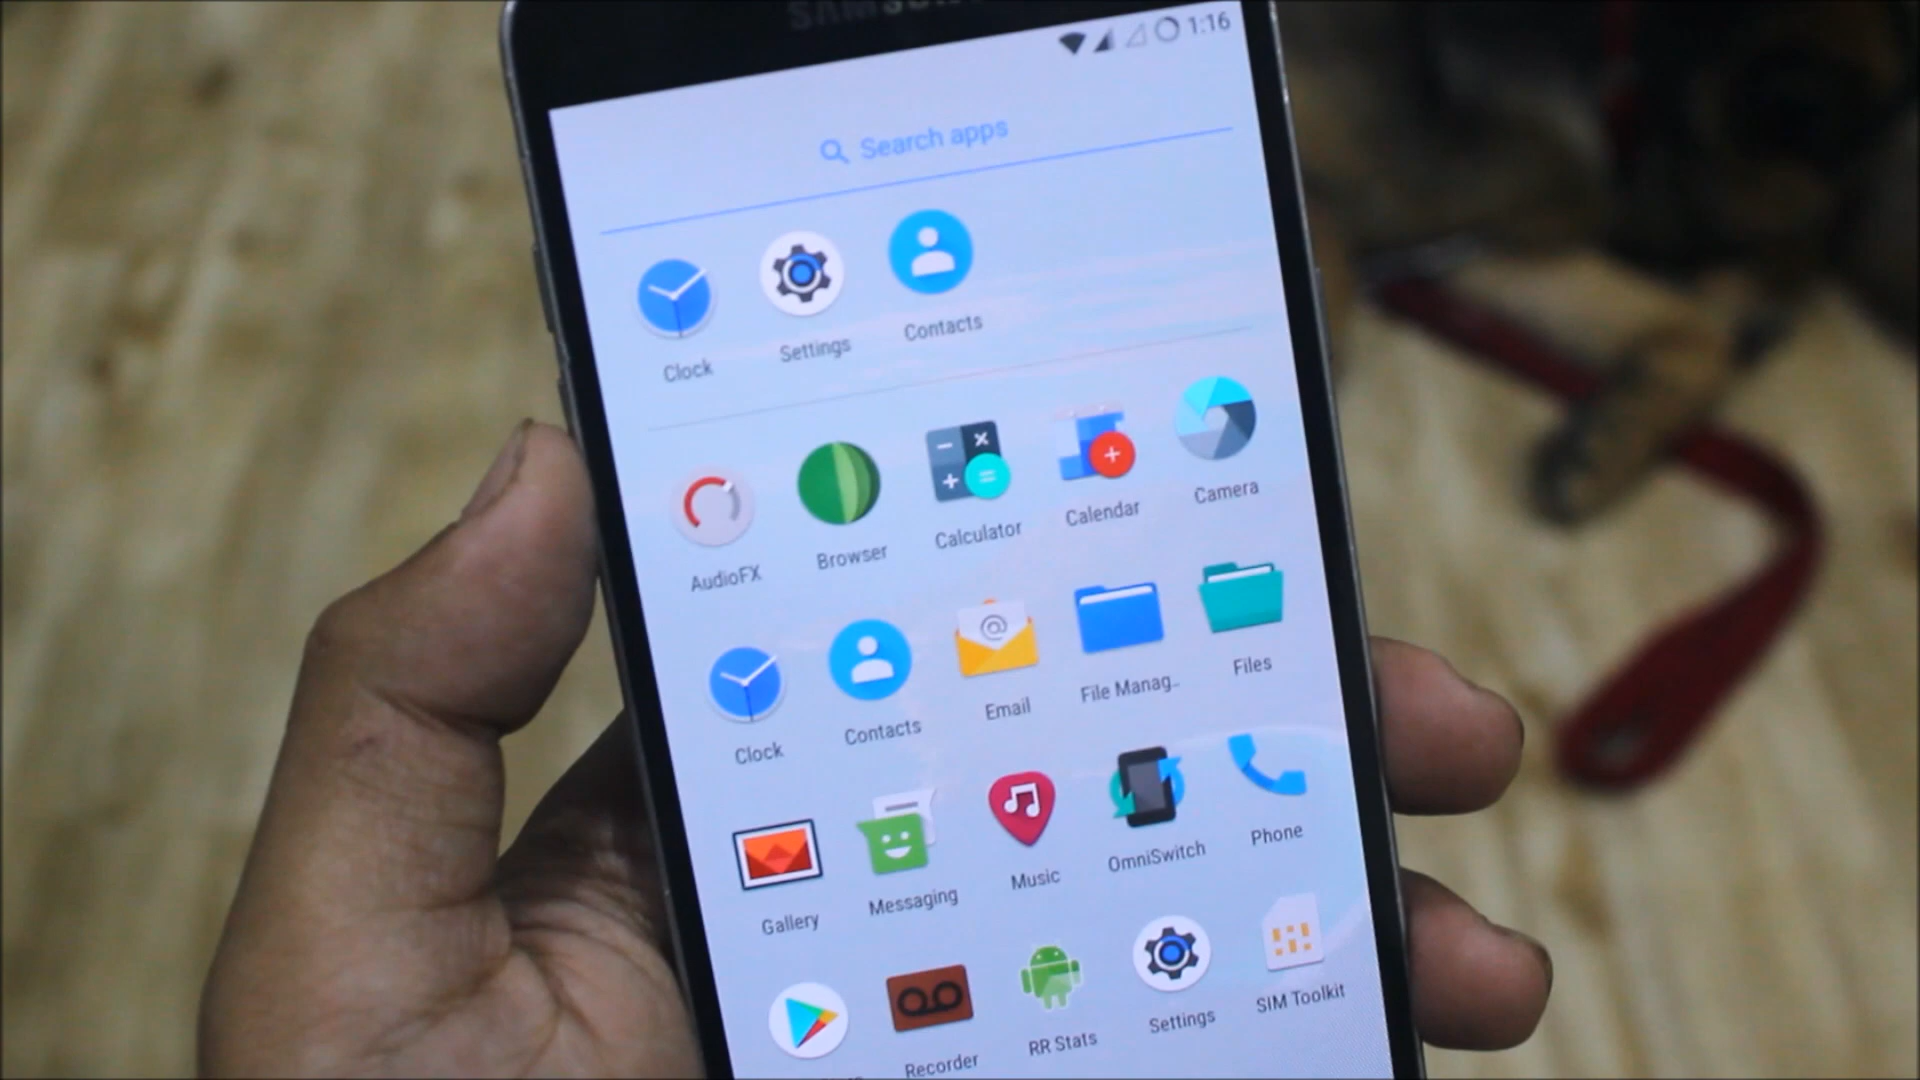 SAMSUNG
1:16
Search apps
Clock
Settings
Contacts
AudioFX
Browser
Calculator
Calendar
Camera
Clock
Contacts
Email
File Manag..
Files
Gallery
Messaging
Music
OmniSwitch
Phone
Recorder
RR Stats
Settings
SIM Toolkit